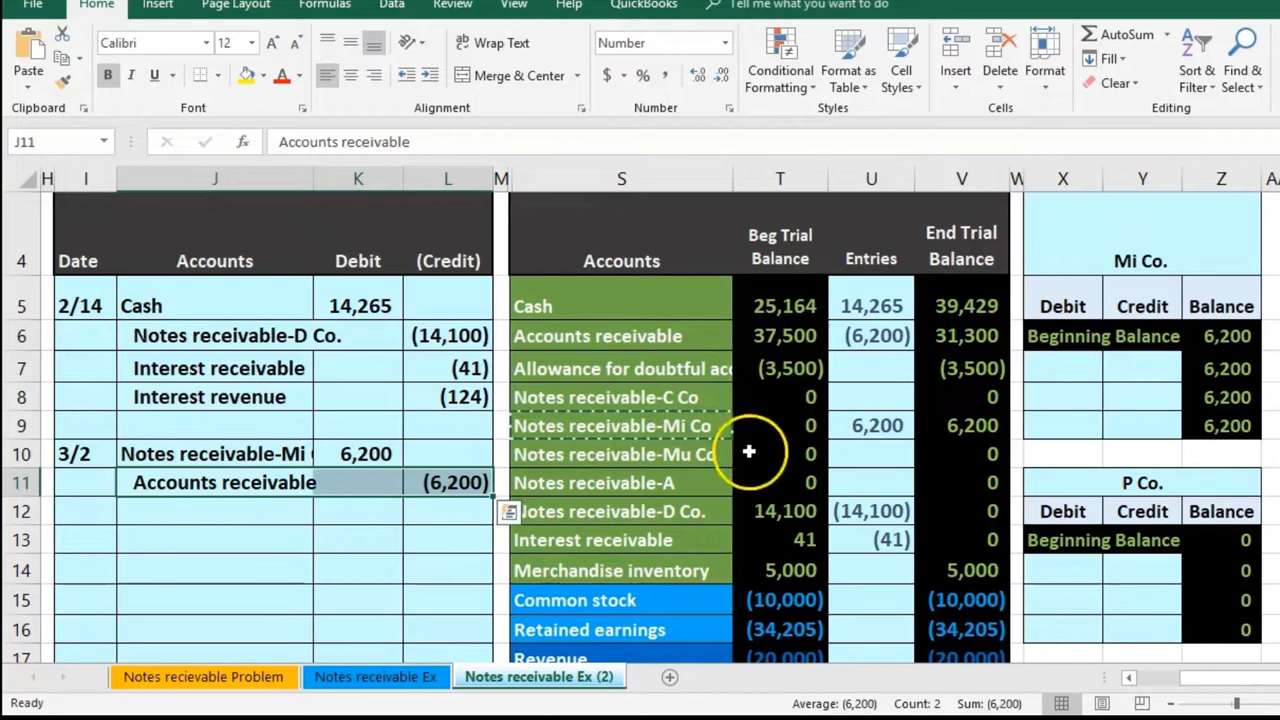 File Home Insert Page Layout Formulas Data Review View Help QuickBooks Tell me what you want to do
Calibri 12 A A Wrap Text Number AutoSum
Paste Fill
B I U A Merge & Center $ % , Conditional Format as Cell Insert Delete Format Clear Sort & Find &
Formatting Table Styles Filter Select
Clipboard Font Alignment Number Styles Cells Editing
J11 fx Accounts receivable
H I J K L M S T U V W X Y Z AA
4 Date Accounts Debit (Credit) Accounts Beg Trial Balance Entries End Trial Balance Mi Co.
5 2/14 Cash 14,265 Cash 25,164 14,265 39,429 Debit Credit Balance
6 Notes receivable-D Co. (14,100) Accounts receivable 37,500 (6,200) 31,300 Beginning Balance 6,200
7 Interest receivable (41) Allowance for doubtful acc (3,500) (3,500) 6,200
8 Interest revenue (124) Notes receivable-C Co 0 0 6,200
9 Notes receivable-Mi Co 0 6,200 6,200 6,200
10 3/2 Notes receivable-Mi 6,200 Notes receivable-Mu Co 0 0
11 Accounts receivable (6,200) Notes receivable-A 0 0 P Co.
12 Notes receivable-D Co. 14,100 (14,100) 0 Debit Credit Balance
13 Interest receivable 41 (41) 0 Beginning Balance 0
14 Merchandise inventory 5,000 5,000 0
15 Common stock (10,000) (10,000) 0
16 Retained earnings (34,205) (34,205) 0
17 Revenue (20,000) (20,000)
Notes recievable Problem Notes receivable Ex Notes receivable Ex (2)
Ready Average: (6,200) Count: 2 Sum: (6,200)